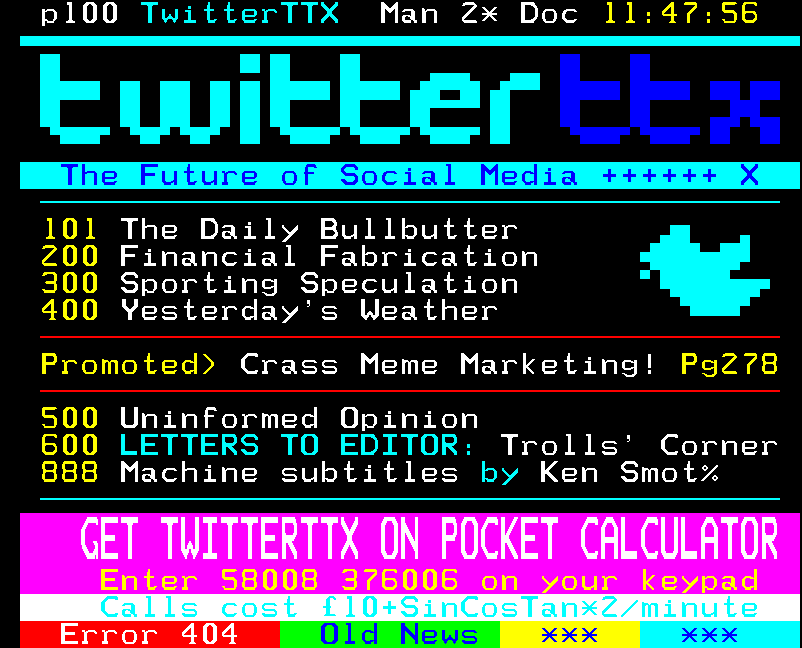 p100 TwitterTTX Man 2* Doc 11:47:56
twitter ttx
The Future of Social Media ++++++ X
101 The Daily Bullbutter
200 Financial Fabrication
300 Sporting Speculation
400 Yesterday's Weather
Promoted> Crass Meme Marketing! Pg278
500 Uninformed Opinion
600 LETTERS TO EDITOR: Trolls' Corner
888 Machine subtitles by Ken Smot%
GET TWITTERTTX ON POCKET CALCULATOR
Enter 58008 376006 on your keypad
Calls cost £10+SinCosTan*2/minute
Error 404 Old News *** ***